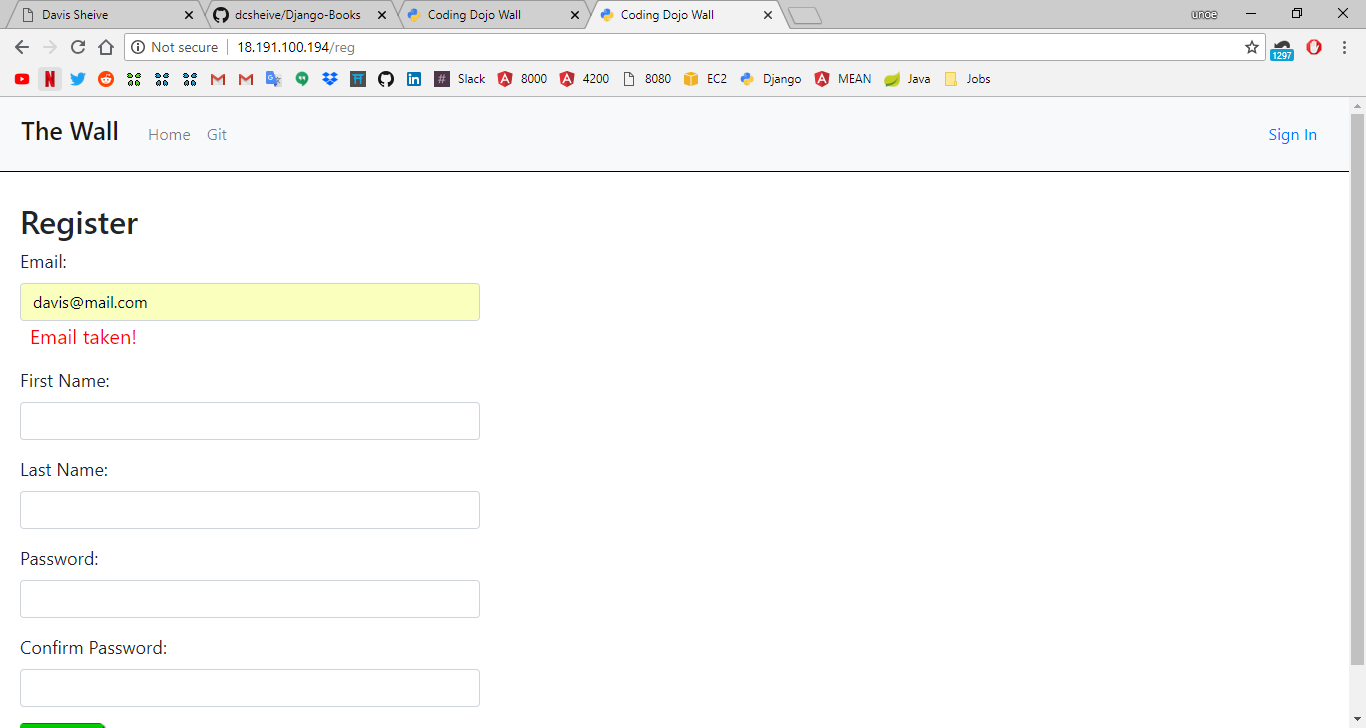 Davis Sheive dcsheive/Django-Books Coding Dojo Wall Coding Dojo Wall unoe
Not secure 18.191.100.194/reg 1297
N # Slack 8000 4200 8080 EC2 Django MEAN Java Jobs
The Wall Home Git Sign In
Register
Email:
davis@mail.com
Email taken!
First Name:
Last Name:
Password:
Confirm Password: